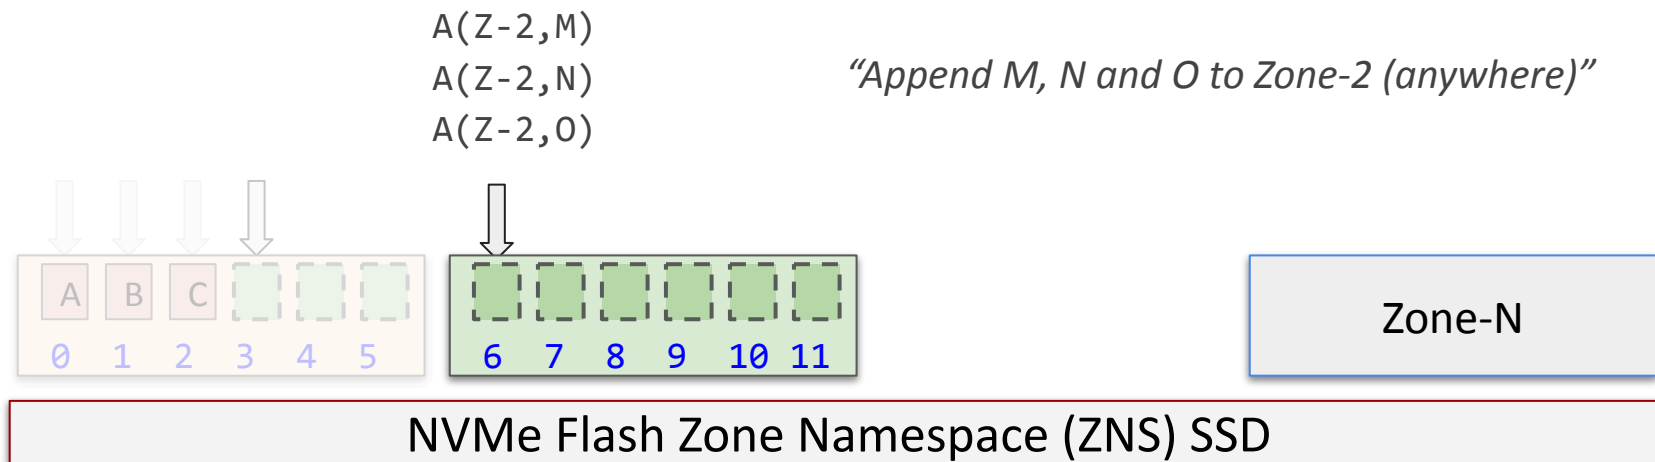 A(Z-2,M)
A(Z-2,N)
A(Z-2,O)
“Append M, N and O to Zone-2 (anywhere)”
A B C
0 1 2 3 4 5
6 7 8 9 10 11
Zone-N
NVMe Flash Zone Namespace (ZNS) SSD